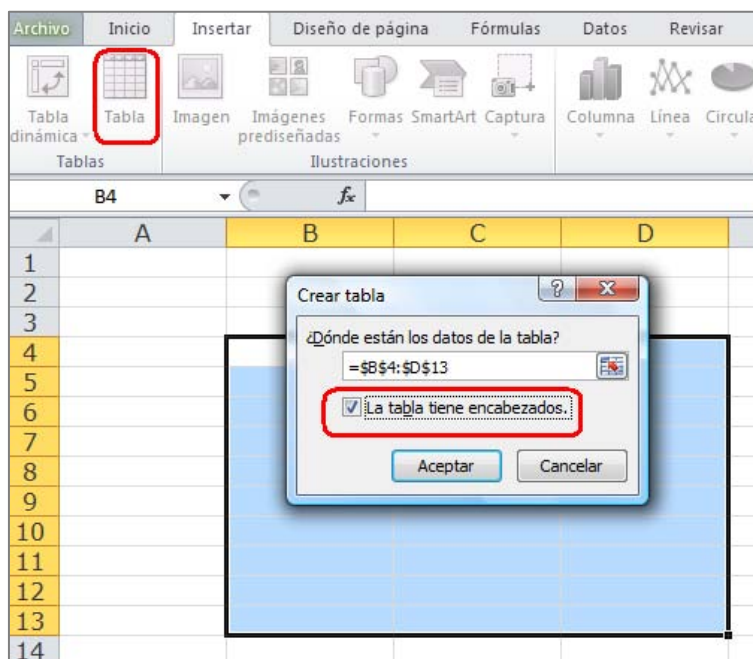 Archivo Inicio Insertar Diseño de página Fórmulas Datos Revisar
Tabla dinámica Tabla Imagen Imágenes prediseñadas Formas SmartArt Captura Columna Línea
Tablas Ilustraciones
B4 fx
A B C D
1
2
3
4
5
6
7
8
9
10
11
12
13
14
Crear tabla
¿Dónde están los datos de la tabla?
=$B$4:$D$13
La tabla tiene encabezados.
Aceptar Cancelar